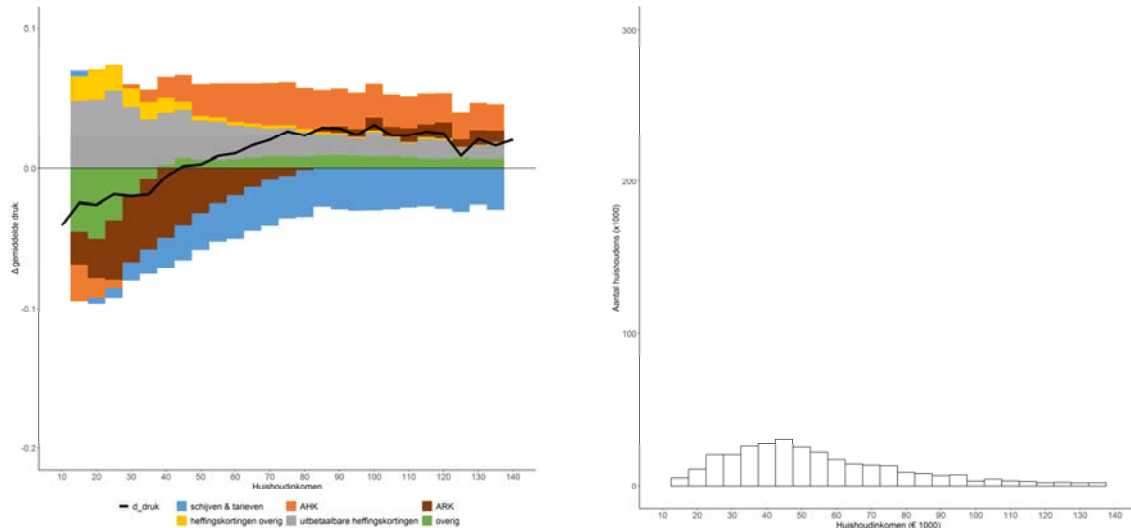 0.1
0.0
-0.1
-0.2
Δ gemiddelde druk
10 20 30 40 50 60 70 80 90 100 110 120 130 140
Huishoudinkomen
d_druk schijven & tarieven AHK ARK
heffingskortingen overig uitbetaalbare heffingskortingen overig
300
200
100
0
Aantal huishoudens (x1000)
10 20 30 40 50 60 70 80 90 100 110 120 130 140
Huishoudinkomen (€ 1000)